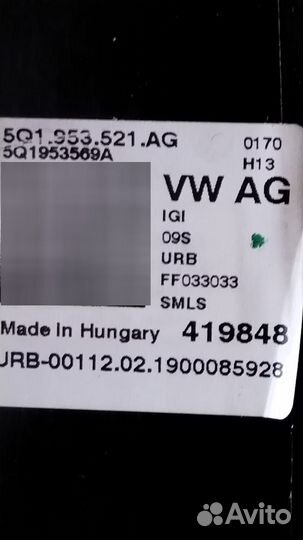 5Q1.953.521.AG
5Q1953569A
0170
H13
VW AG
IGI
09S
URB
FF033033
SMLS
Made In Hungary 419848
URB-00112.02.1900085928
Avito